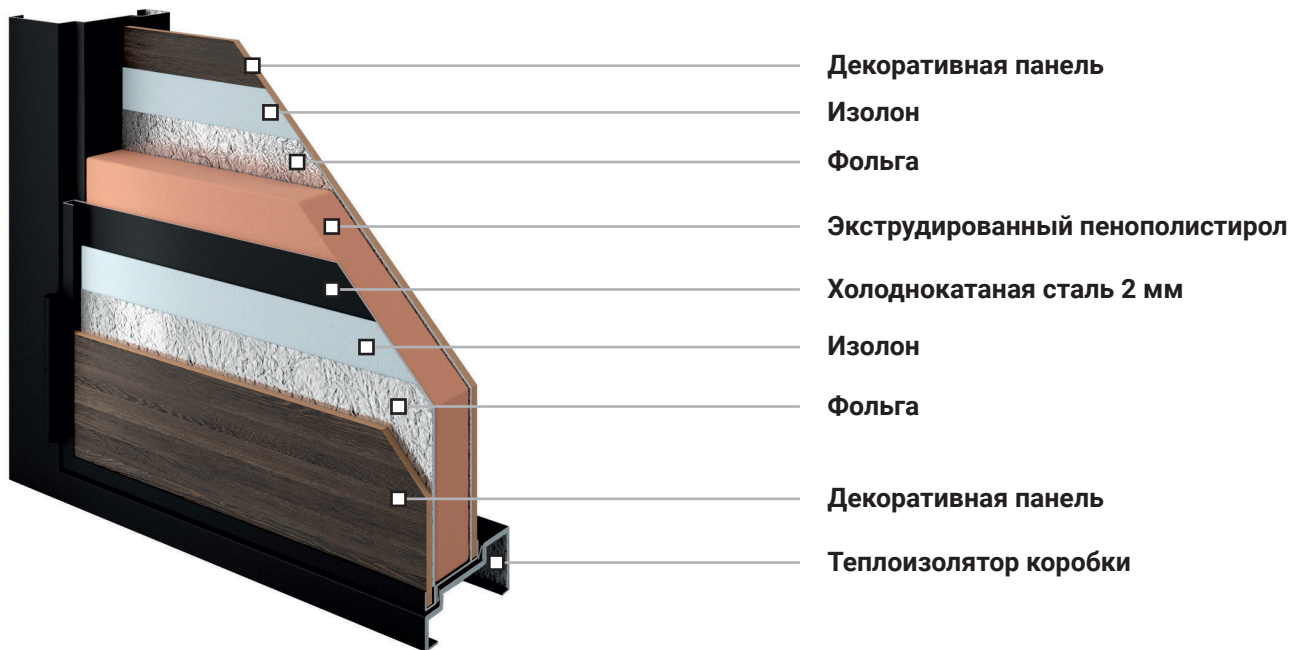 Декоративная панель
Изолон
Фольга
Экструдированный пенополистирол
Холоднокатаная сталь 2 мм
Изолон
Фольга
Декоративная панель
Теплоизолятор коробки